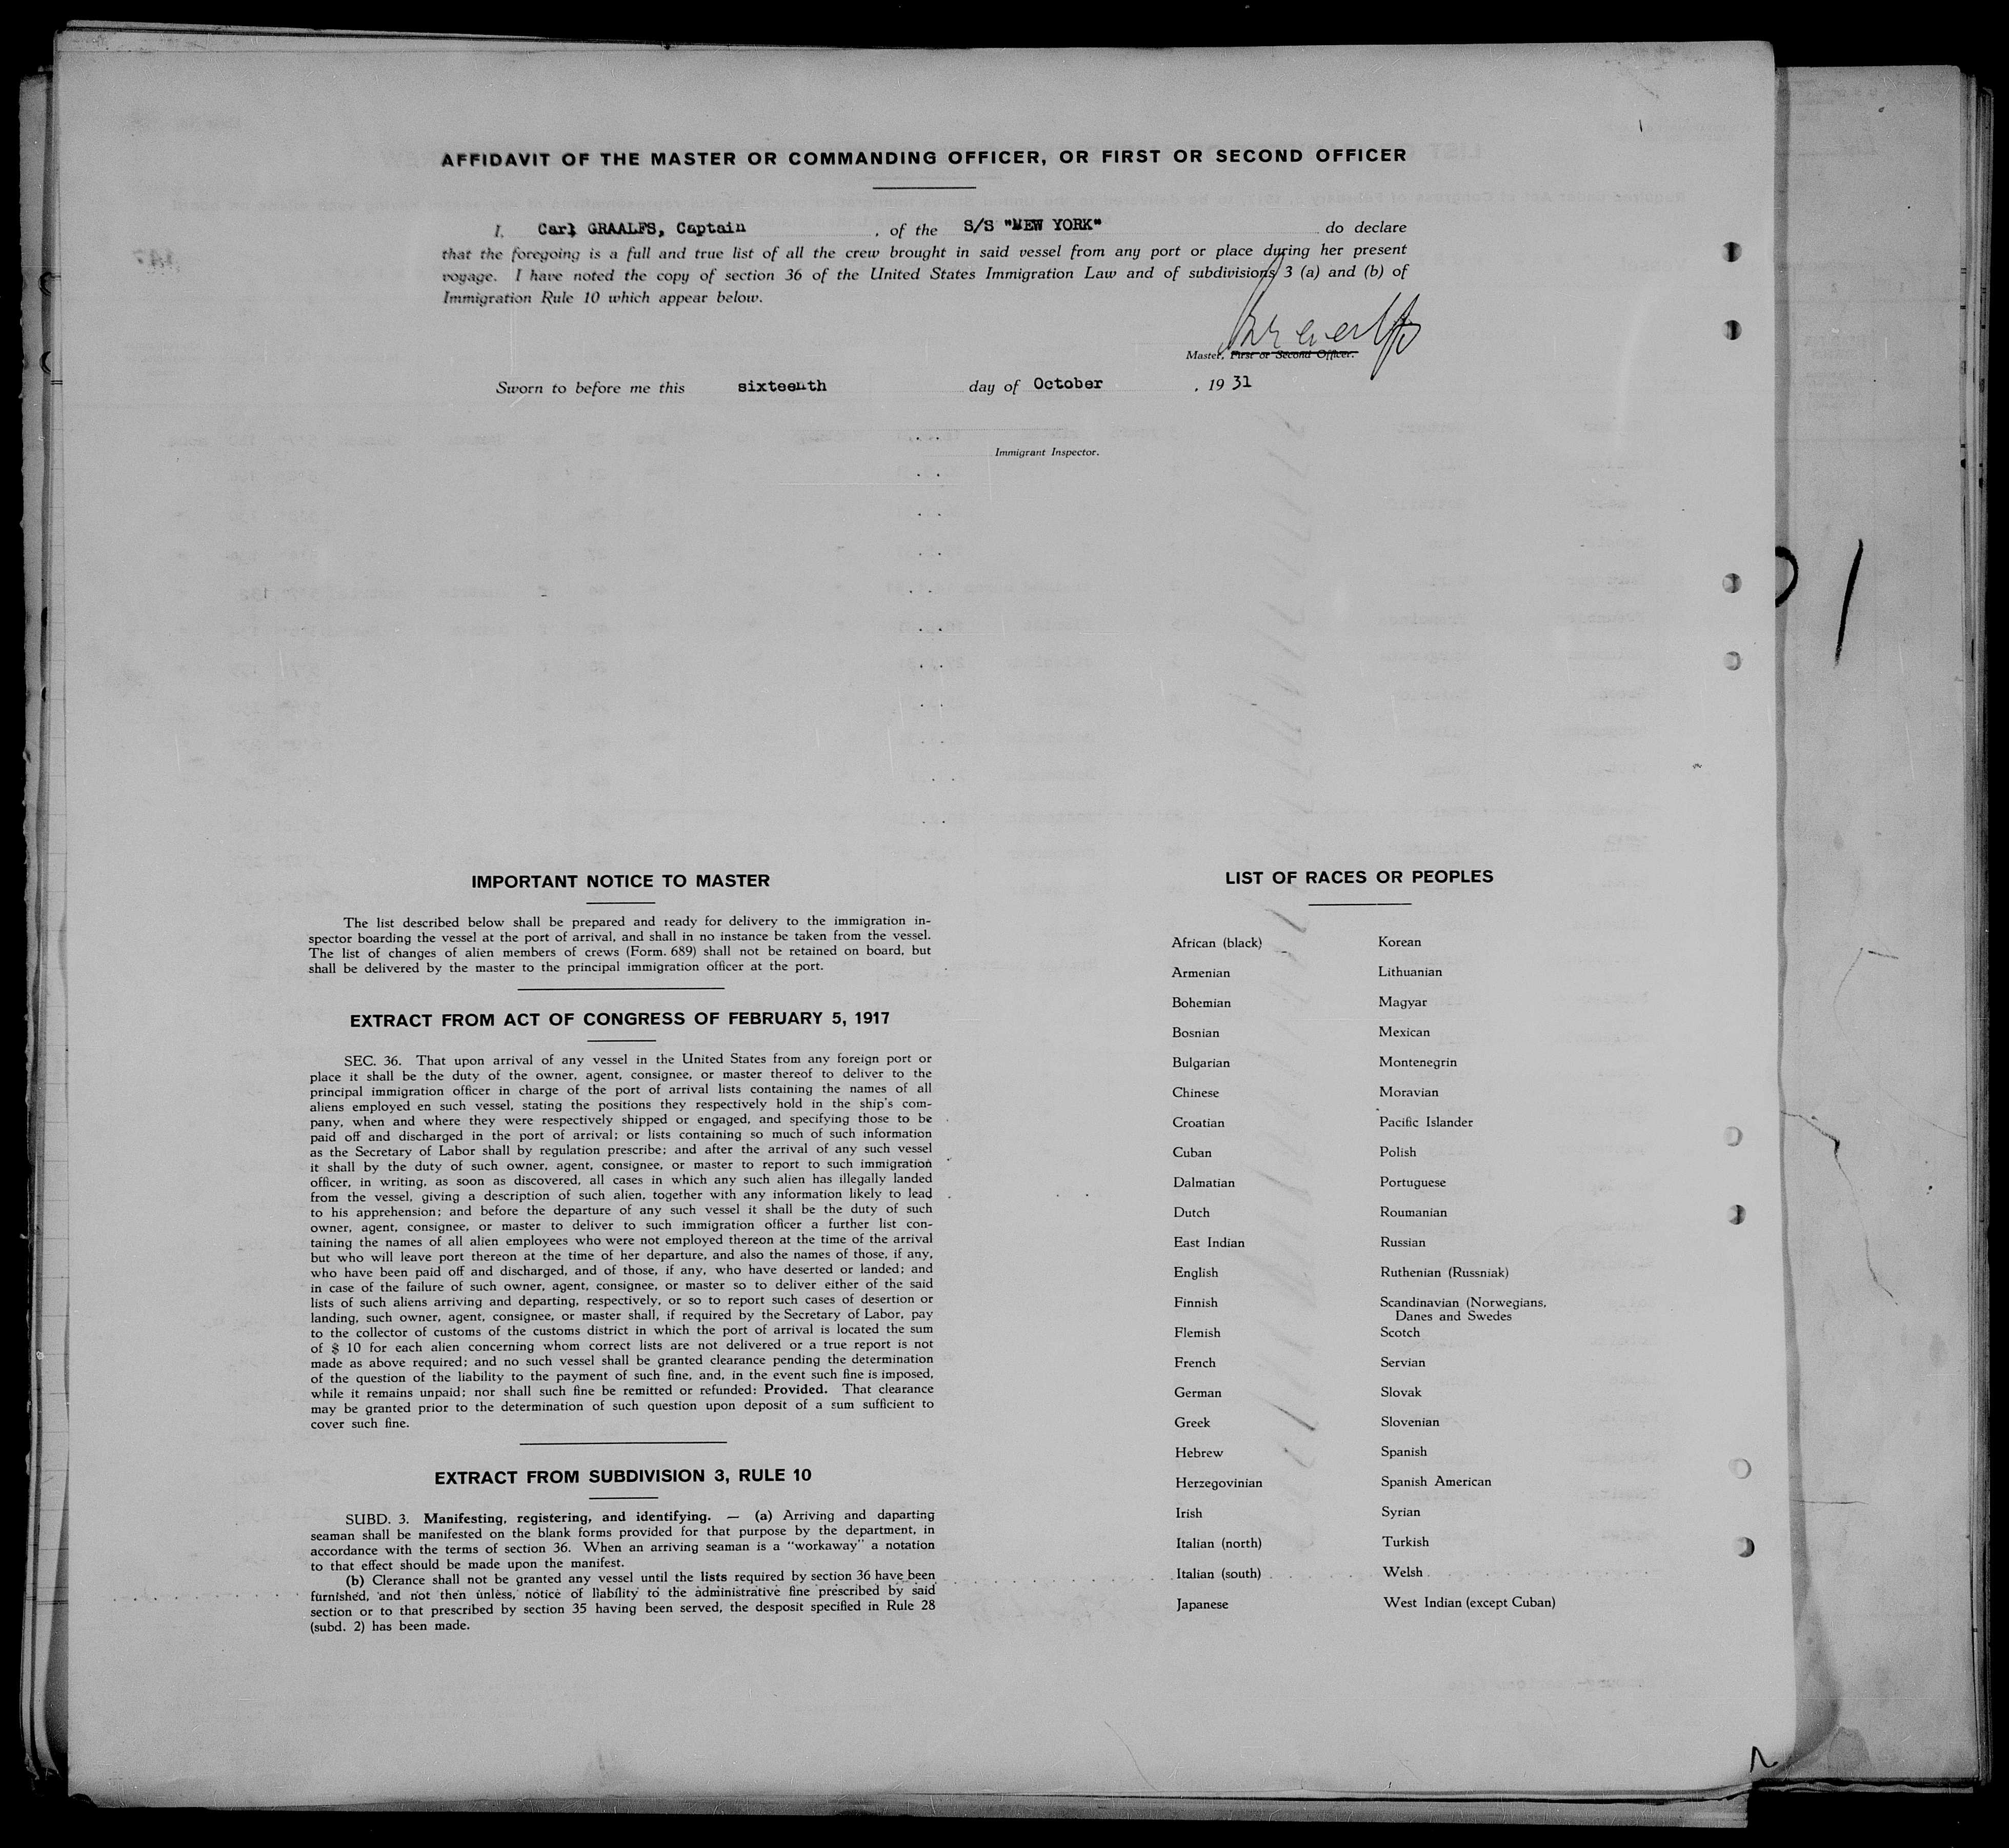 AFFIDAVIT OF THE MASTER OR COMMANDING OFFICER, OR FIRST OR SECOND OFFICER
I, Carl GRAALFS, Captain , of the S/S "NEW YORK" do declare
that the foregoing is a full and true list of all the crew brought in said vessel from any port or place during her present
voyage. I have noted the copy of section 36 of the United States Immigration Law and of subdivisions 3 (a) and (b) of
Immigration Rule 10 which appear below.
Master, First or Second Officer.
Sworn to before me this sixteenth day of October , 19 31
Immigrant Inspector.
IMPORTANT NOTICE TO MASTER
The list described below shall be prepared and ready for delivery to the immigration in-
spector boarding the vessel at the port of arrival, and shall in no instance be taken from the vessel.
The list of changes of alien members of crews (Form. 689) shall not be retained on board, but
shall be delivered by the master to the principal immigration officer at the port.
EXTRACT FROM ACT OF CONGRESS OF FEBRUARY 5, 1917
SEC. 36. That upon arrival of any vessel in the United States from any foreign port or
place it shall be the duty of the owner, agent, consignee, or master thereof to deliver to the
principal immigration officer in charge of the port of arrival lists containing the names of all
aliens employed en such vessel, stating the positions they respectively hold in the ship's com-
pany, when and where they were respectively shipped or engaged, and specifying those to be
paid off and discharged in the port of arrival; or lists containing so much of such information
as the Secretary of Labor shall by regulation prescribe; and after the arrival of any such vessel
it shall by the duty of such owner, agent, consignee, or master to report to such immigration
officer, in writing, as soon as discovered, all cases in which any such alien has illegally landed
from the vessel, giving a description of such alien, together with any information likely to lead
to his apprehension; and before the departure of any such vessel it shall be the duty of such
owner, agent, consignee, or master to deliver to such immigration officer a further list con-
taining the names of all alien employees who were not employed thereon at the time of the arrival
but who will leave port thereon at the time of her departure, and also the names of those, if any,
who have been paid off and discharged, and of those, if any, who have deserted or landed; and
in case of the failure of such owner, agent, consignee, or master so to deliver either of the said
lists of such aliens arriving and departing, respectively, or so to report such cases of desertion or
landing, such owner, agent, consignee, or master shall, if required by the Secretary of Labor, pay
to the collector of customs of the customs district in which the port of arrival is located the sum
of $ 10 for each alien concerning whom correct lists are not delivered or a true report is not
made as above required; and no such vessel shall be granted clearance pending the determination
of the question of the liability to the payment of such fine, and, in the event such fine is imposed,
while it remains unpaid; nor shall such fine be remitted or refunded: Provided. That clearance
may be granted prior to the determination of such question upon deposit of a sum sufficient to
cover such fine.
EXTRACT FROM SUBDIVISION 3, RULE 10
SUBD. 3. Manifesting, registering, and identifying. — (a) Arriving and daparting
seaman shall be manifested on the blank forms provided for that purpose by the department, in
accordance with the terms of section 36. When an arriving seaman is a "workaway" a notation
to that effect should be made upon the manifest.
(b) Clerance shall not be granted any vessel until the lists required by section 36 have been
furnished, and not then unless, notice of liability to the administrative fine prescribed by said
section or to that prescribed by section 35 having been served, the desposit specified in Rule 28
(subd. 2) has been made.
LIST OF RACES OR PEOPLES
African (black) Korean
Armenian Lithuanian
Bohemian Magyar
Bosnian Mexican
Bulgarian Montenegrin
Chinese Moravian
Croatian Pacific Islander
Cuban Polish
Dalmatian Portuguese
Dutch Roumanian
East Indian Russian
English Ruthenian (Russniak)
Finnish Scandinavian (Norwegians,
Danes and Swedes
Flemish Scotch
French Servian
German Slovak
Greek Slovenian
Hebrew Spanish
Herzegovinian Spanish American
Irish Syrian
Italian (north) Turkish
Italian (south) Welsh
Japanese West Indian (except Cuban)